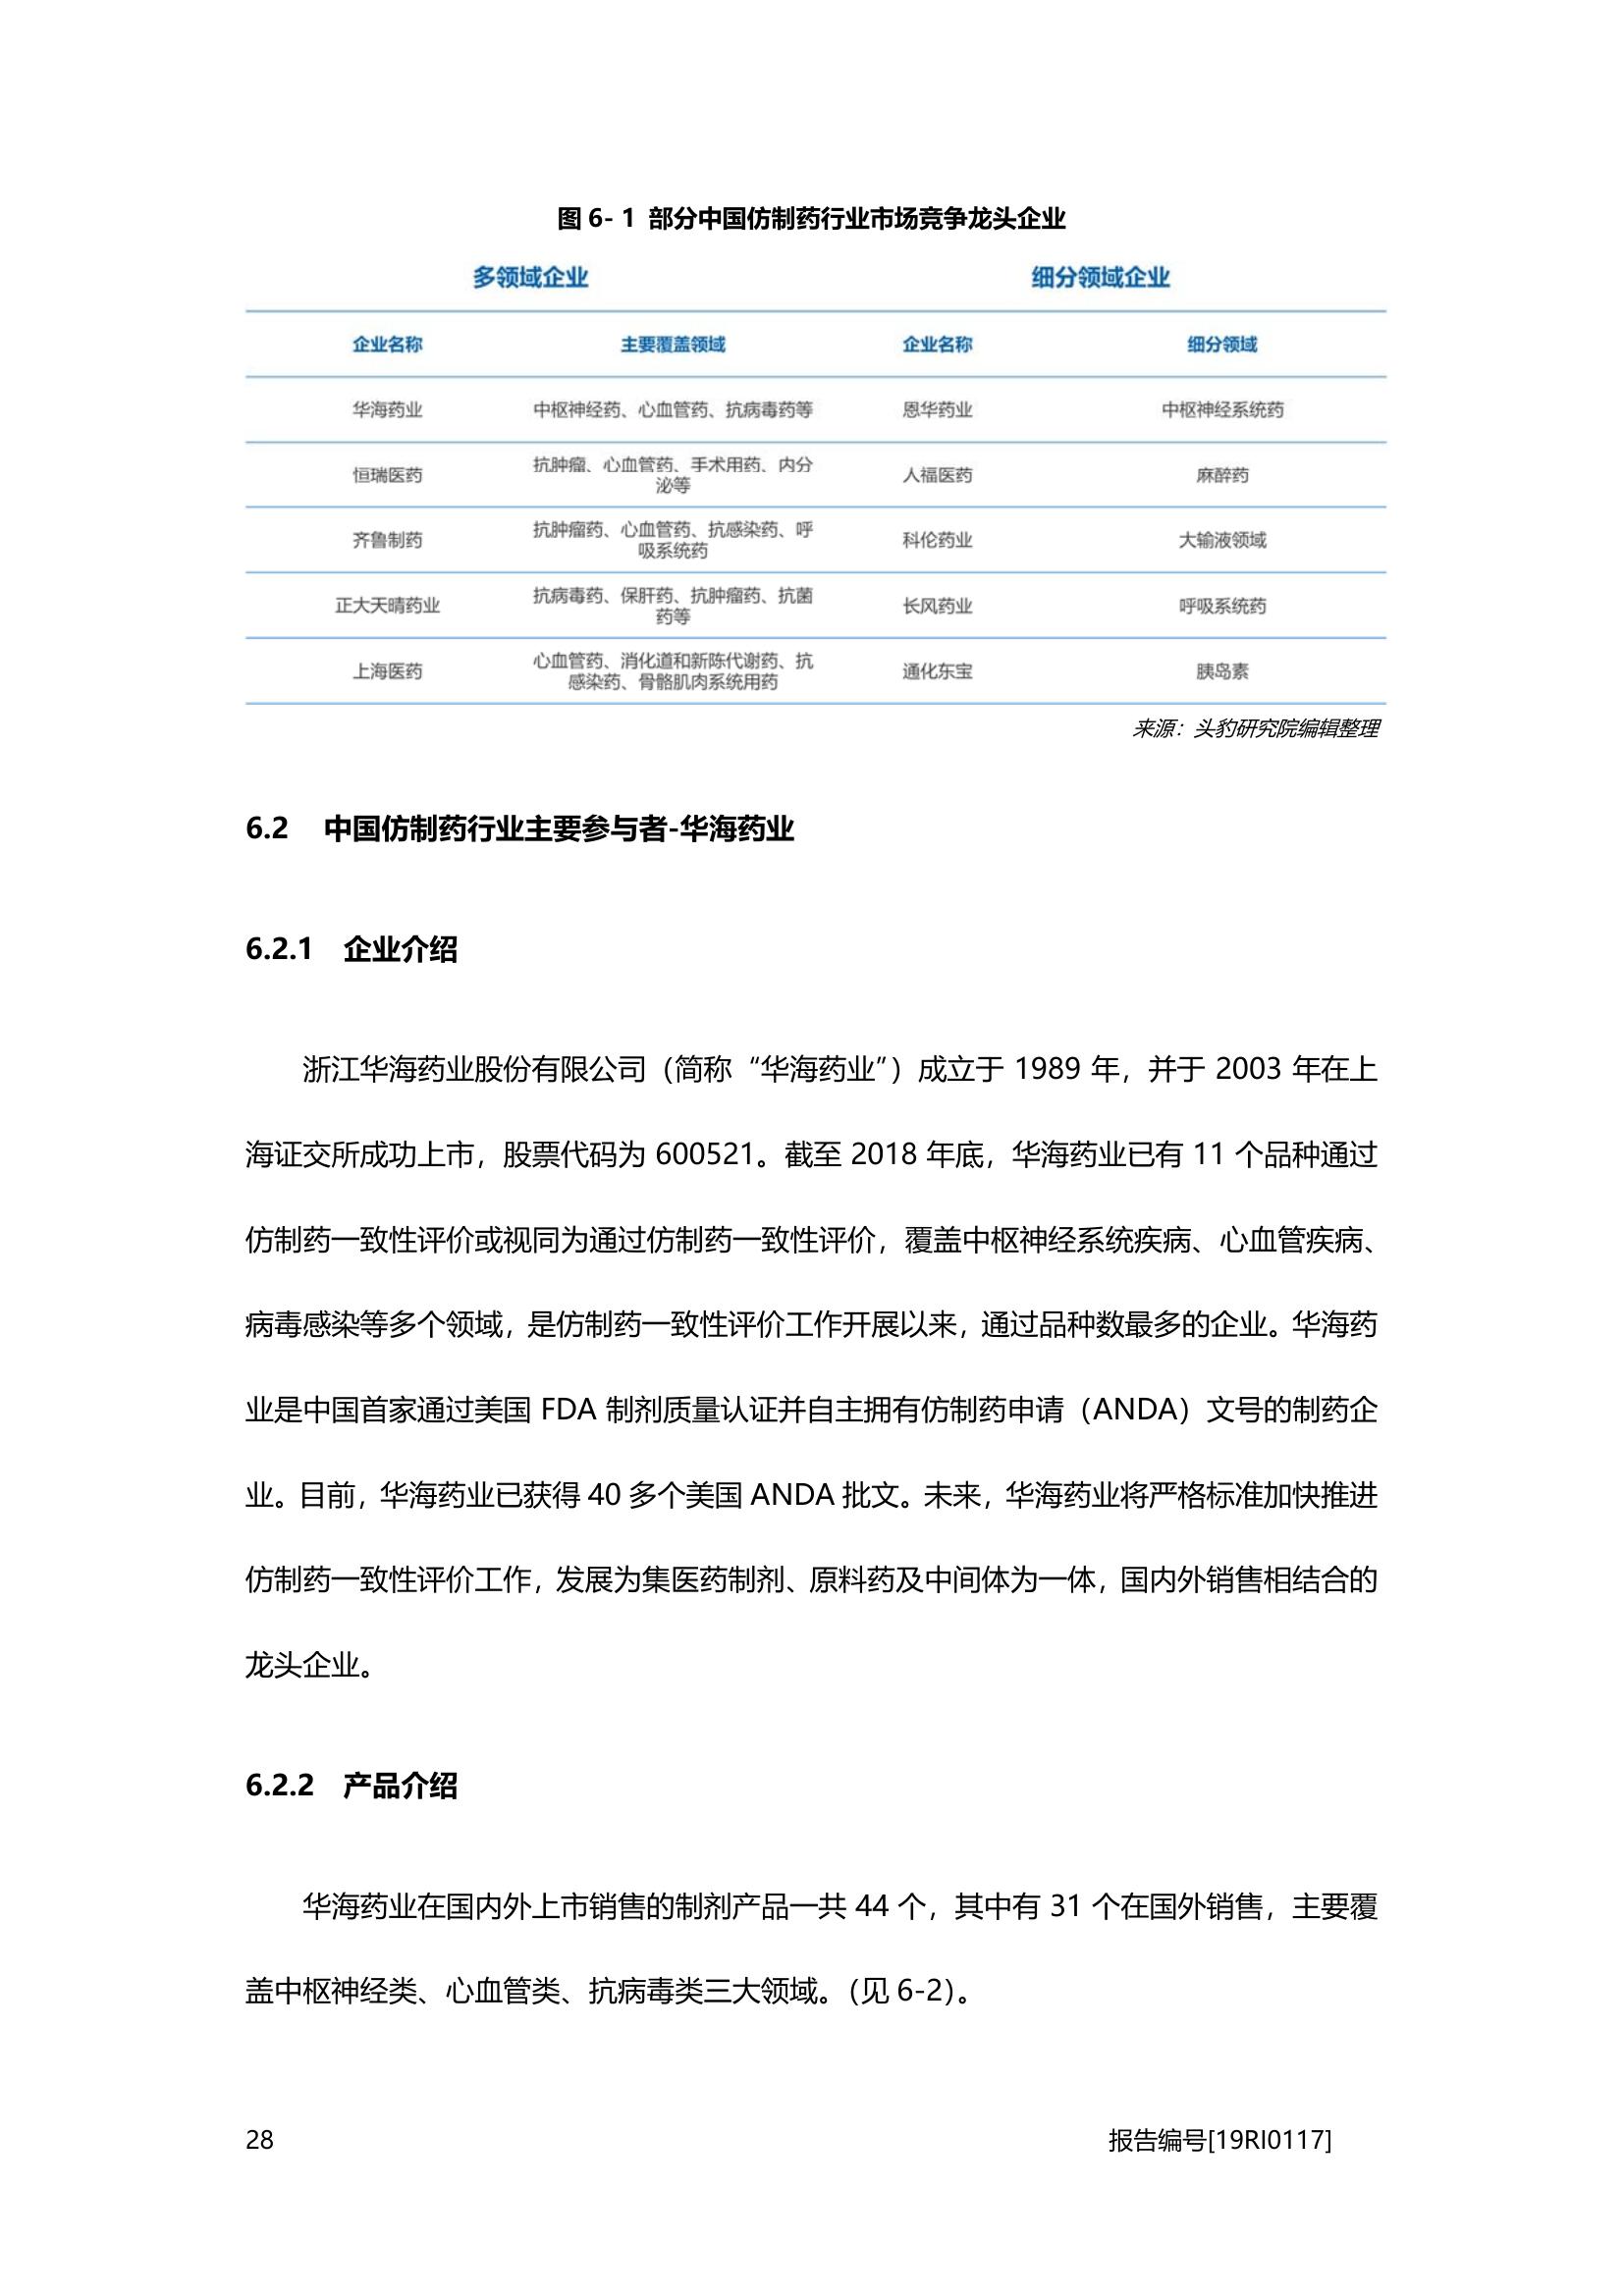 图 6- 1 部分中国仿制药行业市场竞争龙头企业
多领域企业 细分领域企业
企业名称 主要覆盖领域 企业名称 细分领域
华海药业 中枢神经药、心血管药、抗病毒药等 恩华药业 中枢神经系统药
恒瑞医药 抗肿瘤、心血管药、手术用药、内分
泌等 人福医药 麻醉药
齐鲁制药 抗肿瘤药、心血管药、抗感染药、呼
吸系统药 科伦药业 大输液领域
正大天晴药业 抗病毒药、保肝药、抗肿瘤药、抗菌
药等 长风药业 呼吸系统药
上海医药 心血管药、消化道和新陈代谢药、抗
感染药、骨骼肌肉系统用药 通化东宝 胰岛素
来源：头豹研究院编辑整理
6.2 中国仿制药行业主要参与者-华海药业
6.2.1 企业介绍
浙江华海药业股份有限公司（简称“华海药业”）成立于 1989 年，并于 2003 年在上
海证交所成功上市，股票代码为 600521。截至 2018 年底，华海药业已有 11 个品种通过
仿制药一致性评价或视同为通过仿制药一致性评价，覆盖中枢神经系统疾病、心血管疾病、
病毒感染等多个领域，是仿制药一致性评价工作开展以来，通过品种数最多的企业。华海药
业是中国首家通过美国 FDA 制剂质量认证并自主拥有仿制药申请（ANDA）文号的制药企
业。目前，华海药业已获得 40 多个美国 ANDA 批文。未来，华海药业将严格标准加快推进
仿制药一致性评价工作，发展为集医药制剂、原料药及中间体为一体，国内外销售相结合的
龙头企业。
6.2.2 产品介绍
华海药业在国内外上市销售的制剂产品一共 44 个，其中有 31 个在国外销售，主要覆
盖中枢神经类、心血管类、抗病毒类三大领域。（见 6-2）。
28 报告编号[19RI0117]